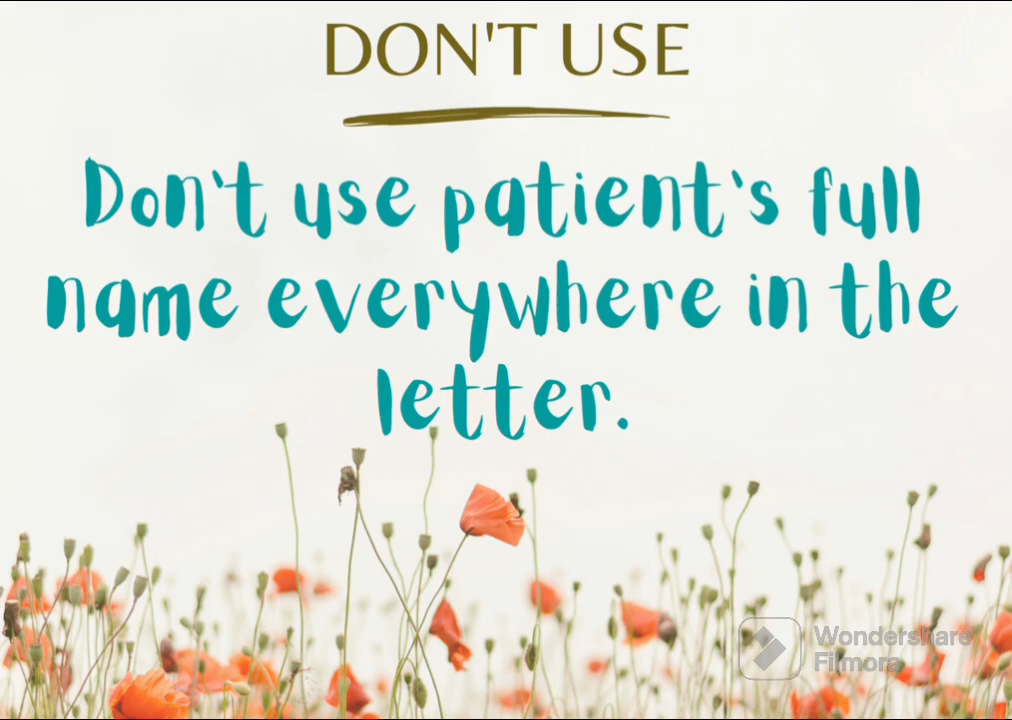 DON'T USE
Don't use patient's full
name everywhere in the
letter.
Wondershare
Filmora